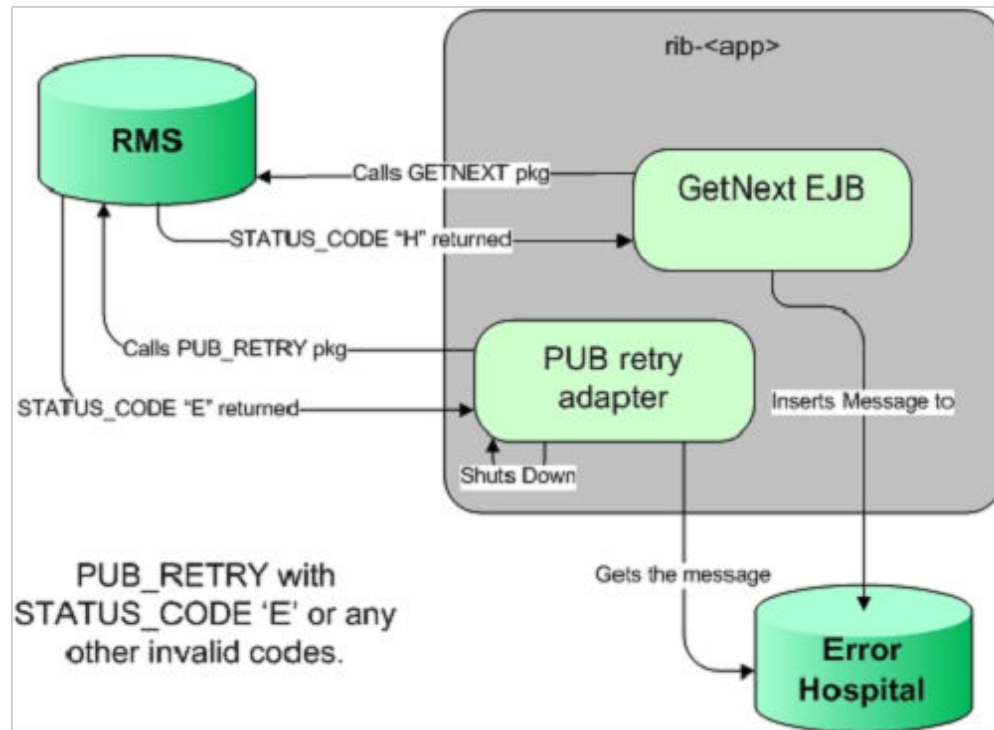 rib-<app>
RMS
Calls GETNEXT pkg
GetNext EJB
STATUS_CODE “H” returned
Calls PUB_RETRY pkg
PUB retry
adapter
STATUS_CODE “E” returned
Inserts Message to
Shuts Down
Gets the message
PUB_RETRY with
STATUS_CODE ‘E’ or any
other invalid codes.
Error
Hospital